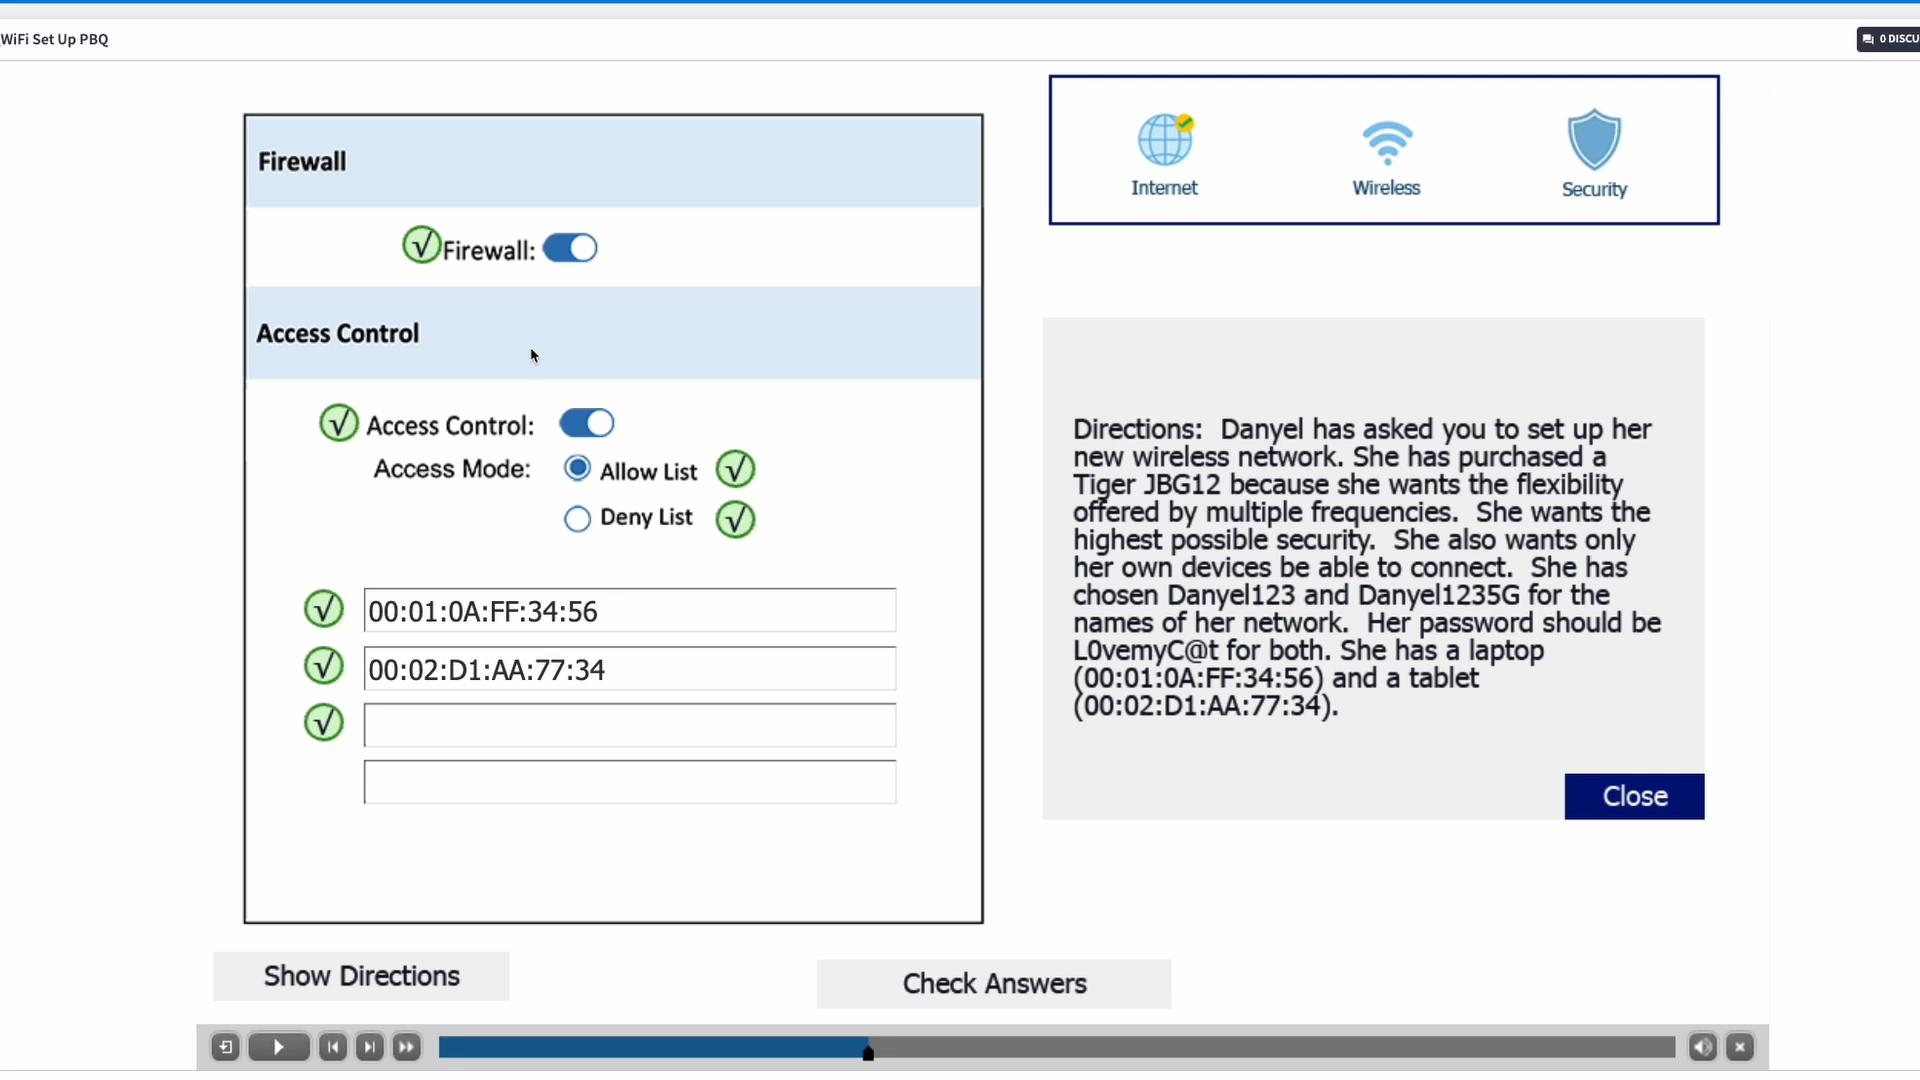 WiFi Set Up PBQ
0 DISCU
Internet
Wireless
Security
Firewall
Firewall:
Access Control
Access Control:
Access Mode:
Allow List
Deny List
00:01:0A:FF:34:56
00:02:D1:AA:77:34
Directions:  Danyel has asked you to set up her
new wireless network. She has purchased a
Tiger JBG12 because she wants the flexibility
offered by multiple frequencies.  She wants the
highest possible security.  She also wants only
her own devices be able to connect.  She has
chosen Danyel123 and Danyel1235G for the
names of her network.  Her password should be
L0vemyC@t for both. She has a laptop
(00:01:0A:FF:34:56) and a tablet
(00:02:D1:AA:77:34).
Close
Show Directions
Check Answers